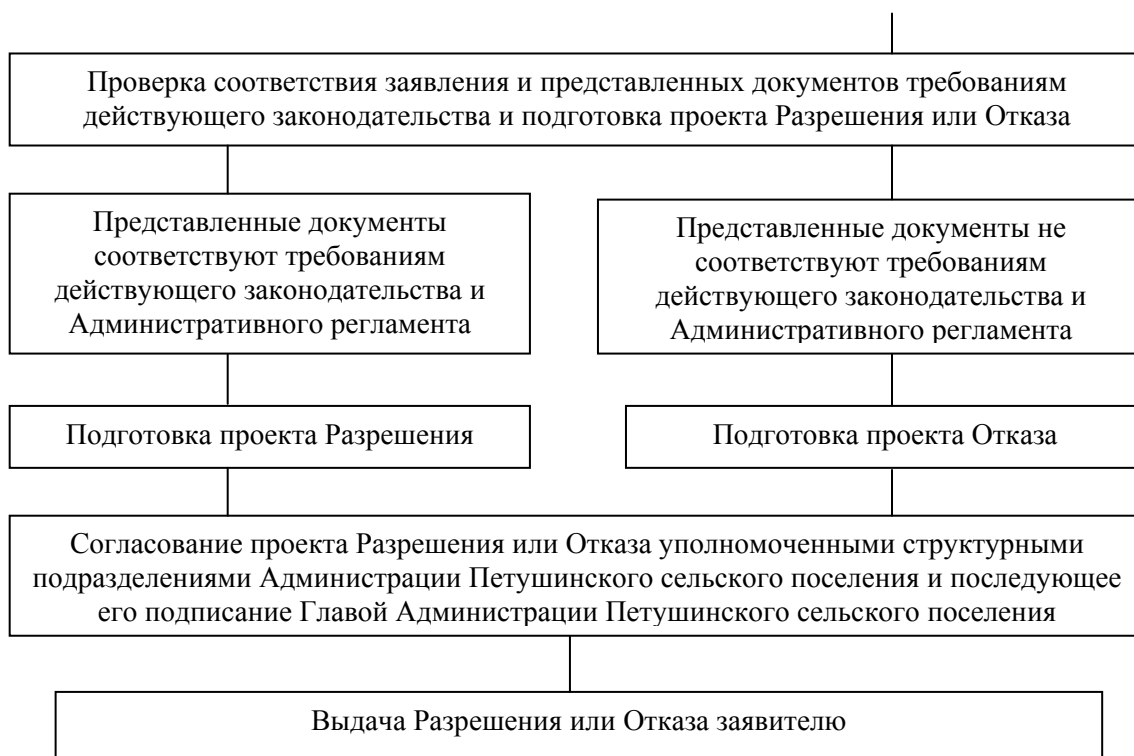 Проверка соответствия заявления и представленных документов требованиям
действующего законодательства и подготовка проекта Разрешения или Отказа
Представленные документы
соответствуют требованиям
действующего законодательства и
Административного регламента
Представленные документы не
соответствуют требованиям
действующего законодательства и
Административного регламента
Подготовка проекта Разрешения
Подготовка проекта Отказа
Согласование проекта Разрешения или Отказа уполномоченными структурными
подразделениями Администрации Петушинского сельского поселения и последующее
его подписание Главой Администрации Петушинского сельского поселения
Выдача Разрешения или Отказа заявителю